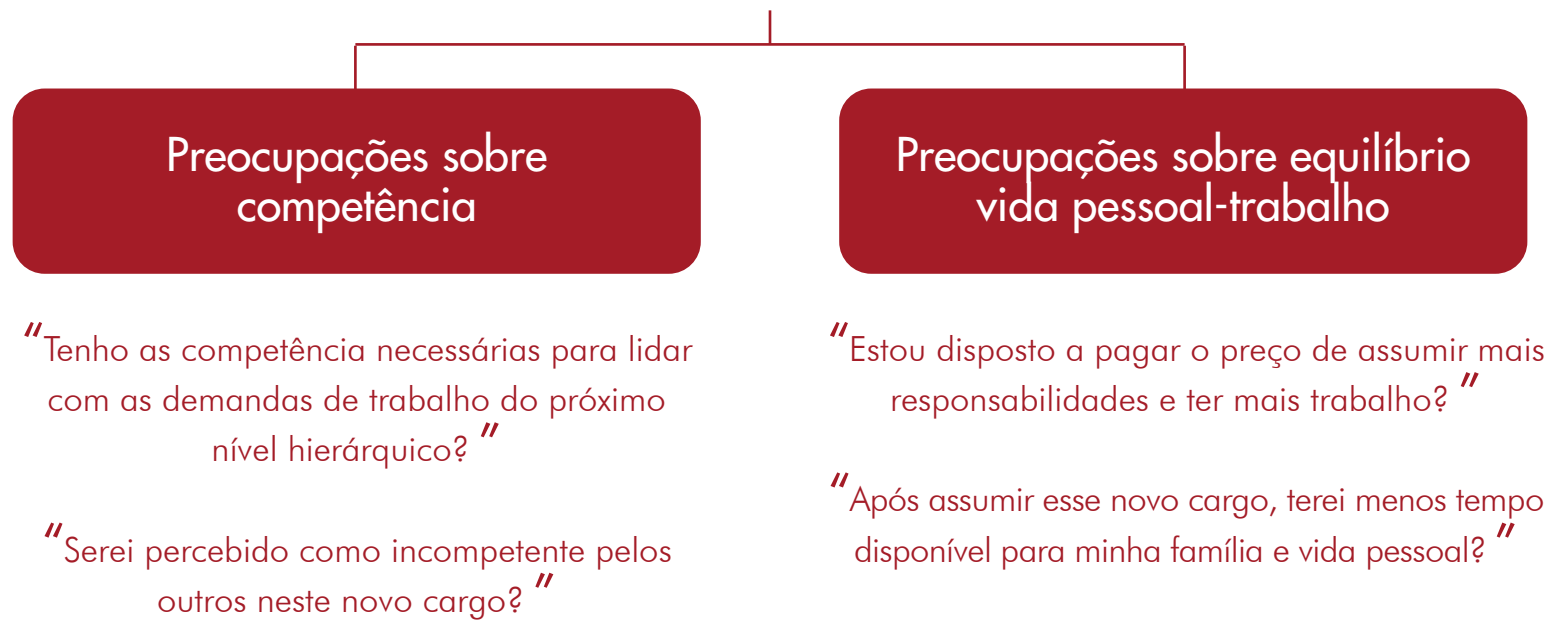 Preocupações sobre
competência
"Tenho as competência necessárias para lidar
com as demandas de trabalho do próximo
nível hierárquico?"
"Serei percebido como incompetente pelos
outros neste novo cargo?"
Preocupações sobre equilíbrio
vida pessoal-trabalho
"Estou disposto a pagar o preço de assumir mais
responsabilidades e ter mais trabalho?"
"Após assumir esse novo cargo, terei menos tempo
disponível para minha família e vida pessoal?"